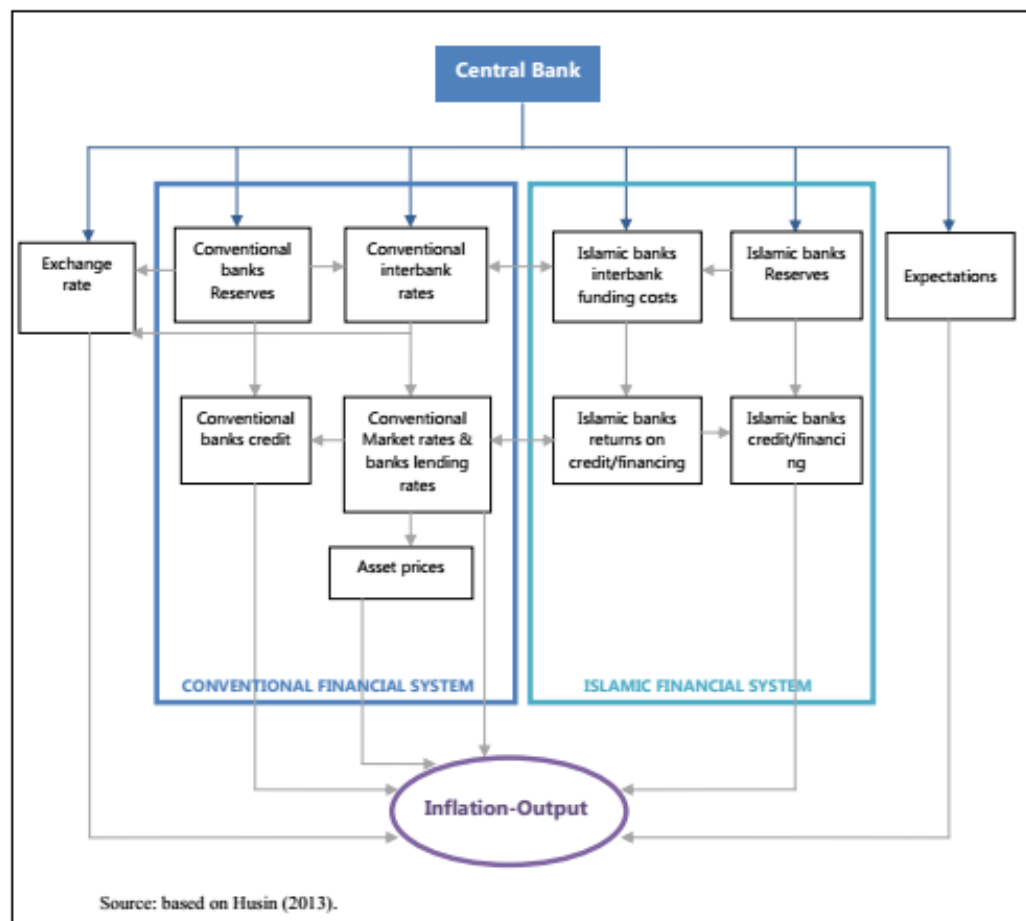 Central Bank
Exchange
rate
Conventional
banks
Reserves
Conventional
interbank
rates
Islamic banks
interbank
funding costs
Islamic banks
Reserves
Expectations
Conventional
banks credit
Conventional
Market rates &
banks lending
rates
Islamic banks
returns on
credit/financing
Islamic banks
credit/financi
ng
Asset prices
CONVENTIONAL FINANCIAL SYSTEM
ISLAMIC FINANCIAL SYSTEM
Inflation-Output
Source: based on Husin (2013).